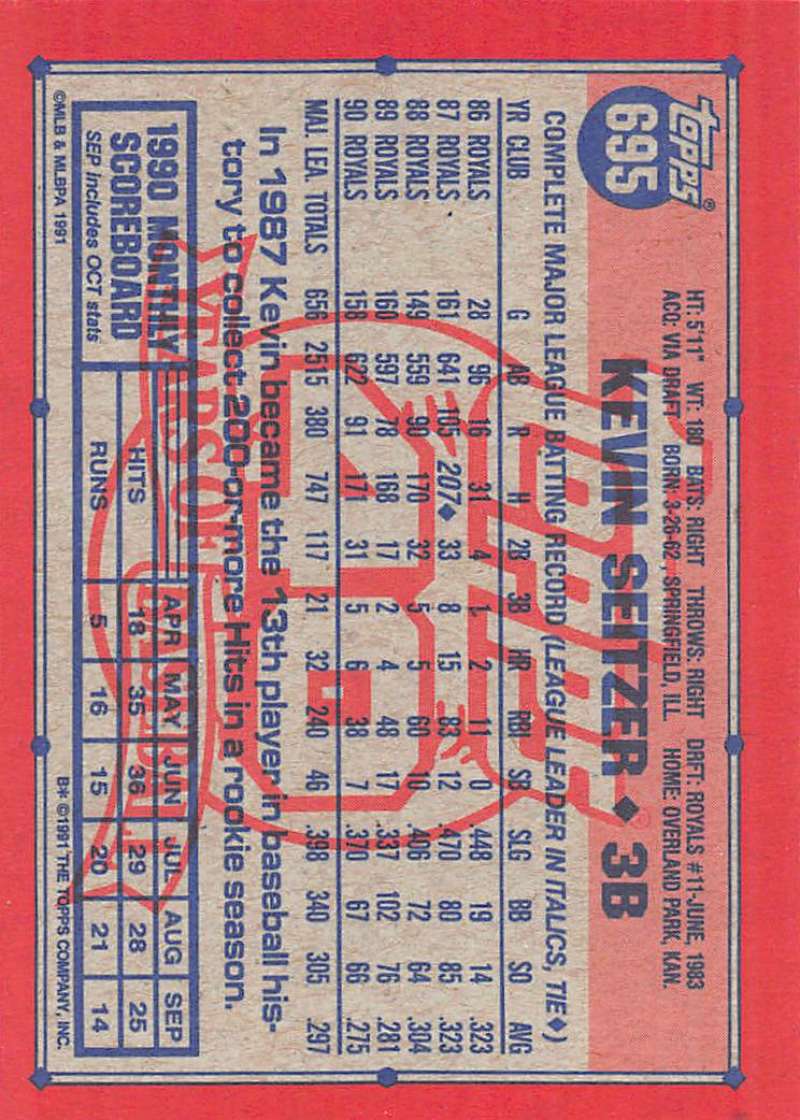 TOPPS®
695
KEVIN SEITZER ♦ 3B
HT: 5'11" WT: 180 BATS: RIGHT THROWS: RIGHT DRFT: ROYALS #11-JUNE, 1983
ACQ: VIA DRAFT BORN: 3-26-62, SPRINGFIELD, ILL. HOME: OVERLAND PARK, KAN.
COMPLETE MAJOR LEAGUE BATTING RECORD (LEAGUE LEADER IN ITALICS, TIE♦)
YR CLUB G AB R H 2B 3B HR RBI SB SLG BB SO AVG
86 ROYALS 28 96 16 31 4 1 2 11 0 .448 19 14 .323
87 ROYALS 161 641 105 207♦ 33 8 15 83 12 .470 80 85 .323
88 ROYALS 149 559 90 170 32 5 5 60 10 .406 72 64 .304
89 ROYALS 160 597 78 168 17 2 4 48 17 .337 102 76 .281
90 ROYALS 158 622 91 171 31 5 6 38 7 .370 67 66 .275
MAJ. LEA. TOTALS 656 2515 380 747 117 21 32 240 46 .398 340 305 .297
In 1987 Kevin became the 13th player in baseball his-
tory to collect 200-or-more Hits in a rookie season.
1990 MONTHLY
SCOREBOARD
SEP includes OCT stats
APR MAY JUN JUL AUG SEP
HITS 18 35 36 29 28 25
RUNS 5 16 15 20 21 14
©MLB & MLBPA 1991
B* ©1991 THE TOPPS COMPANY, INC.
topps®
40
YEARS OF
BASEBALL